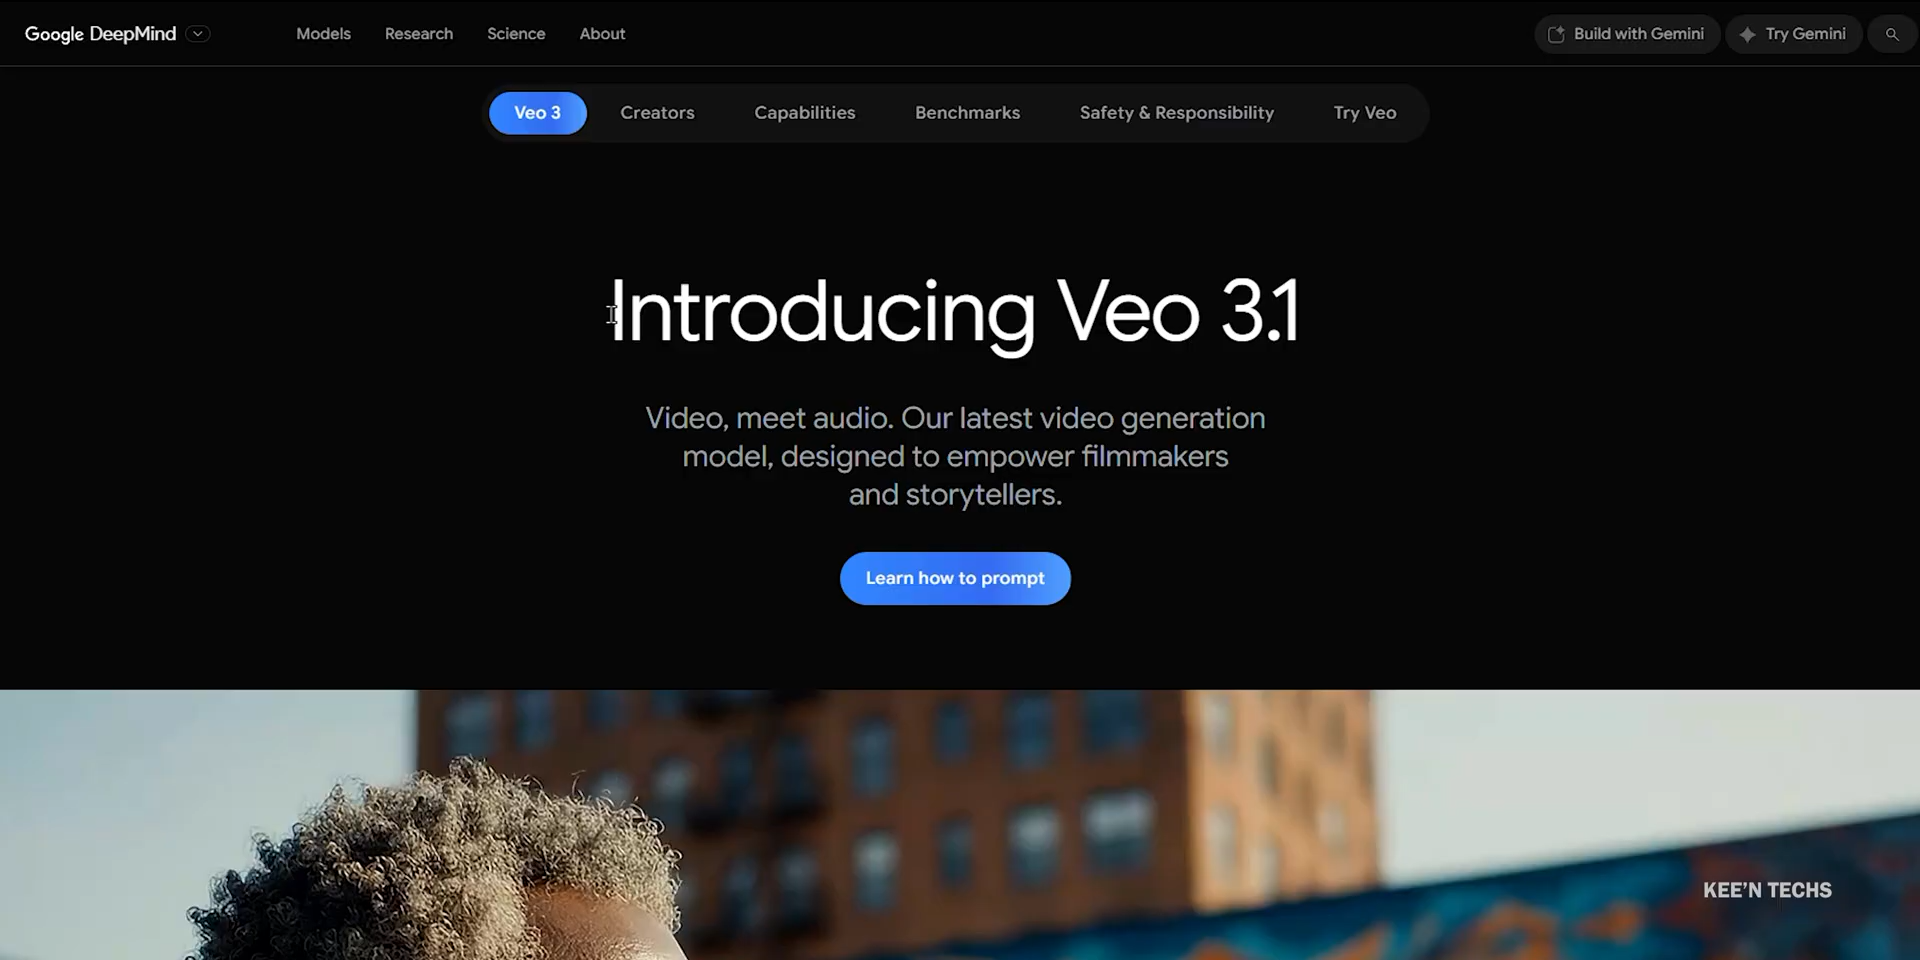 Google DeepMind
Models
Research
Science
About
Build with Gemini
Try Gemini
Veo 3
Creators
Capabilities
Benchmarks
Safety & Responsibility
Try Veo
Introducing Veo 3.1
Video, meet audio. Our latest video generation
model, designed to empower filmmakers
and storytellers.
Learn how to prompt
KEE'N TECHS